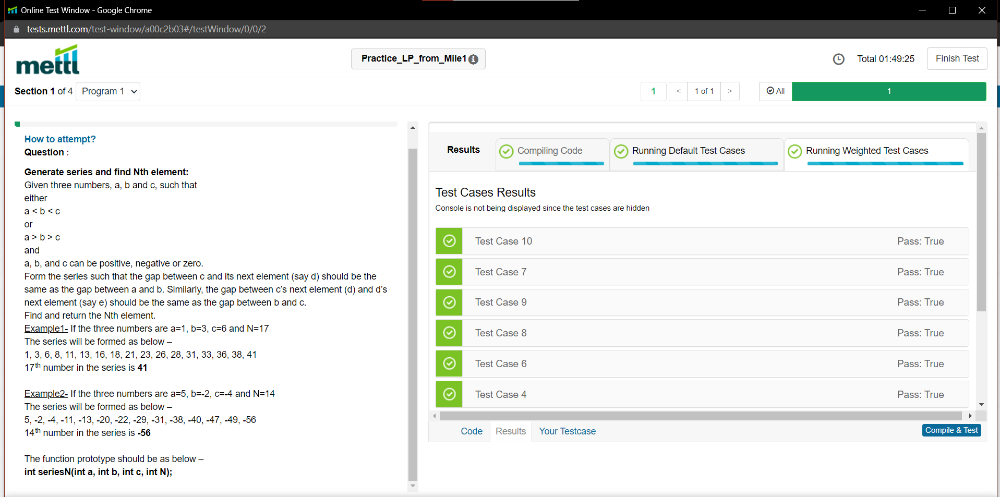 Online Test Window - Google Chrome
tests.mettl.com/test-window/a00c2b03#/testWindow/0/0/2
mettl
Practice_LP_from_Mile1
Total 01:49:25
Finish Test
Section 1 of 4 Program 1
1 < 1 of 1 > All 1
How to attempt?
Question :
Generate series and find Nth element:
Given three numbers, a, b and c, such that
either
a < b < c
or
a > b > c
and
a, b, and c can be positive, negative or zero.
Form the series such that the gap between c and its next element (say d) should be the
same as the gap between a and b. Similarly, the gap between c’s next element (d) and d’s
next element (say e) should be the same as the gap between b and c.
Find and return the Nth element.
Example1- If the three numbers are a=1, b=3, c=6 and N=17
The series will be formed as below –
1, 3, 6, 8, 11, 13, 16, 18, 21, 23, 26, 28, 31, 33, 36, 38, 41
17th number in the series is 41
Example2- If the three numbers are a=5, b=-2, c=-4 and N=14
The series will be formed as below –
5, -2, -4, -11, -13, -20, -22, -29, -31, -38, -40, -47, -49, -56
14th number in the series is -56
The function prototype should be as below –
int seriesN(int a, int b, int c, int N);
Results Compiling Code Running Default Test Cases Running Weighted Test Cases
Test Cases Results
Console is not being displayed since the test cases are hidden
Test Case 10 Pass: True
Test Case 7 Pass: True
Test Case 9 Pass: True
Test Case 8 Pass: True
Test Case 6 Pass: True
Test Case 4 Pass: True
Code Results Your Testcase Compile & Test